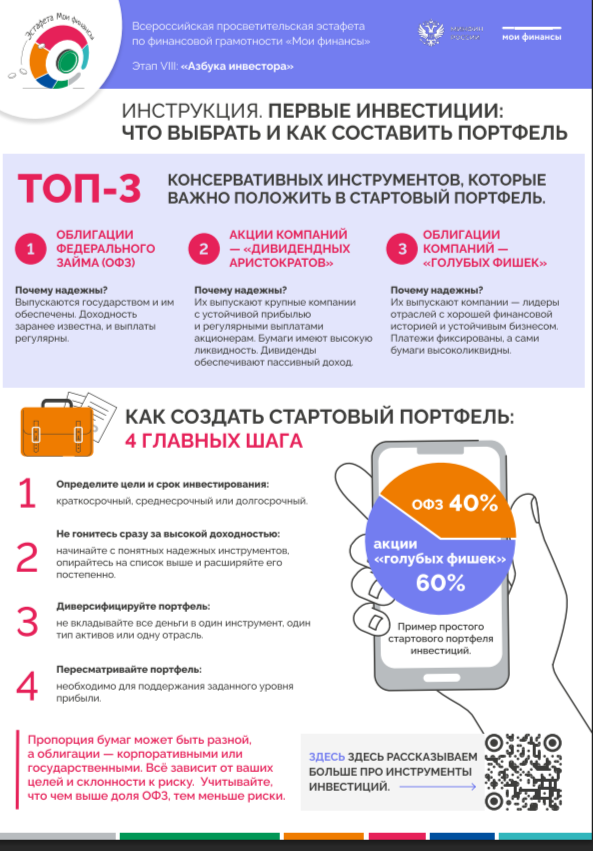 Эстафета Мои финансы
Всероссийская просветительская эстафета
по финансовой грамотности «Мои финансы»
Этап VIII: «Азбука инвестора»
МИНФИН
РОССИИ
мои финансы
ИНСТРУКЦИЯ. ПЕРВЫЕ ИНВЕСТИЦИИ:
ЧТО ВЫБРАТЬ И КАК СОСТАВИТЬ ПОРТФЕЛЬ
ТОП-3
КОНСЕРВАТИВНЫХ ИНСТРУМЕНТОВ, КОТОРЫЕ
ВАЖНО ПОЛОЖИТЬ В СТАРТОВЫЙ ПОРТФЕЛЬ.
1
ОБЛИГАЦИИ
ФЕДЕРАЛЬНОГО
ЗАЙМА (ОФЗ)
Почему надежны?
Выпускаются государством и им
обеспечены. Доходность
заранее известна, и выплаты
регулярны.
2
АКЦИИ КОМПАНИЙ
— «ДИВИДЕНДНЫХ
АРИСТОКРАТОВ»
Почему надежны?
Их выпускают крупные компании
с устойчивой прибылью
и регулярными выплатами
акционерам. Бумаги имеют высокую
ликвидность. Дивиденды
обеспечивают пассивный доход.
3
ОБЛИГАЦИИ
КОМПАНИЙ —
«ГОЛУБЫХ ФИШЕК»
Почему надежны?
Их выпускают компании — лидеры
отраслей с хорошей финансовой
историей и устойчивым бизнесом.
Платежи фиксированы, а сами
бумаги высоколиквидны.
КАК СОЗДАТЬ СТАРТОВЫЙ ПОРТФЕЛЬ:
4 ГЛАВНЫХ ШАГА
1
Определите цели и срок инвестирования:
краткосрочный, среднесрочный или долгосрочный.
2
Не гонитесь сразу за высокой доходностью:
начинайте с понятных надежных инструментов,
опирайтесь на список выше и расширяйте его
постепенно.
3
Диверсифицируйте портфель:
не вкладывайте все деньги в один инструмент, один
тип активов или одну отрасль.
4
Пересматривайте портфель:
необходимо для поддержания заданного уровня
прибыли.
ОФЗ 40%
акции
«голубых фишек»
60%
Пример простого
стартового портфеля
инвестиций.
Пропорция бумаг может быть разной,
а облигации — корпоративными или
государственными. Всё зависит от ваших
целей и склонности к риску. Учитывайте,
что чем выше доля ОФЗ, тем меньше риски.
ЗДЕСЬ ЗДЕСЬ РАССКАЗЫВАЕМ
БОЛЬШЕ ПРО ИНСТРУМЕНТЫ
ИНВЕСТИЦИЙ.